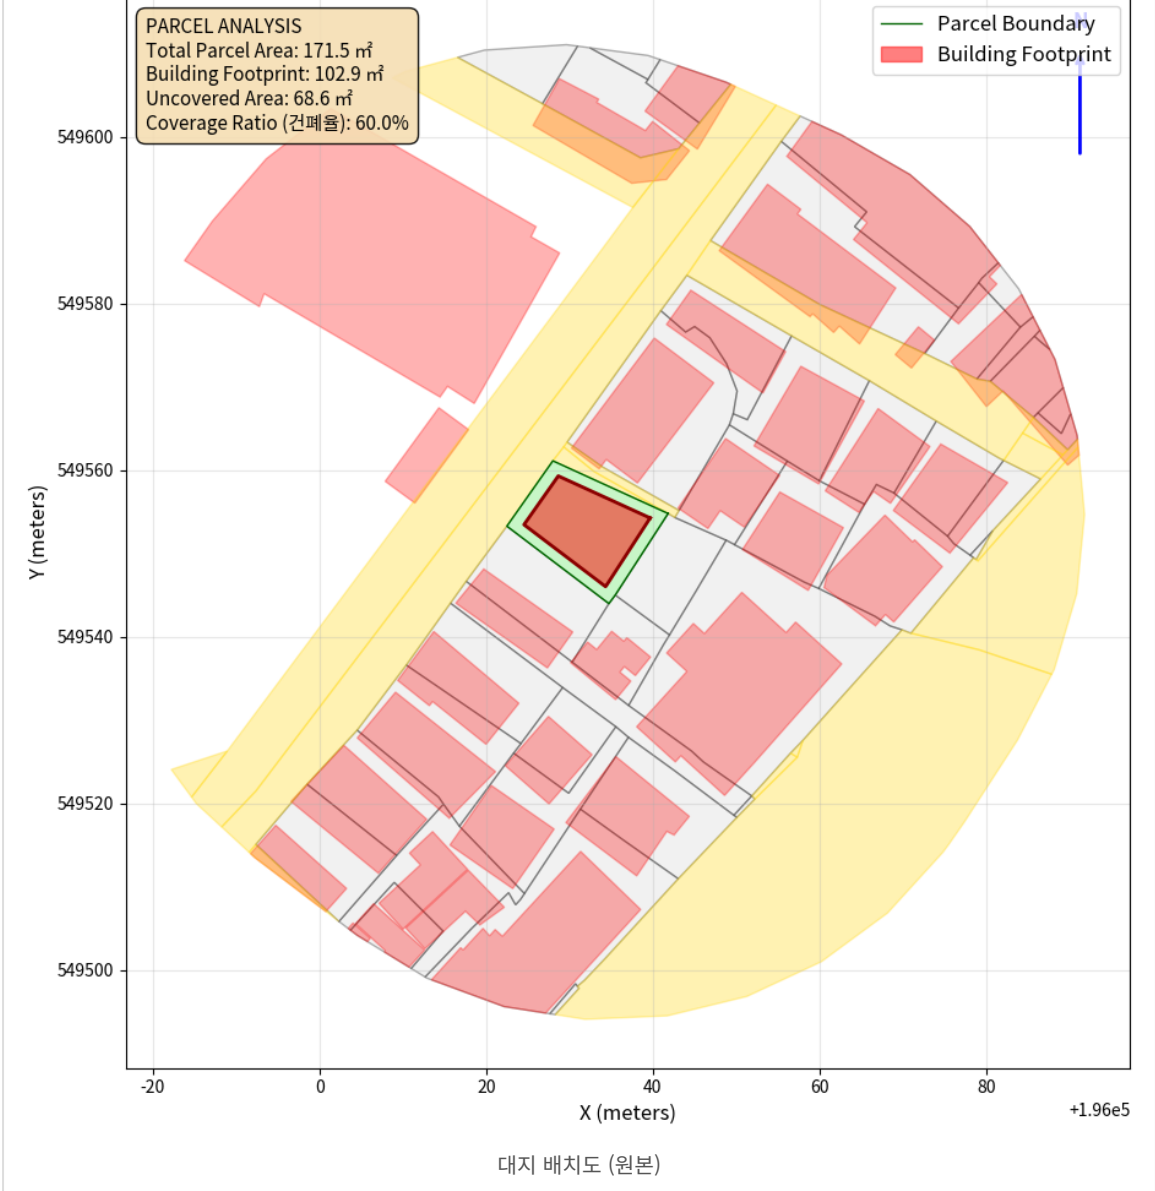 PARCEL ANALYSIS
Total Parcel Area: 171.5 ㎡
Building Footprint: 102.9 ㎡
Uncovered Area: 68.6 ㎡
Coverage Ratio (건폐율): 60.0%
Parcel Boundary
Building Footprint
N
549600
549580
549560
549540
549520
549500
Y (meters)
-20
0
20
40
60
80
X (meters)
+1.96e5
대지 배치도 (원본)